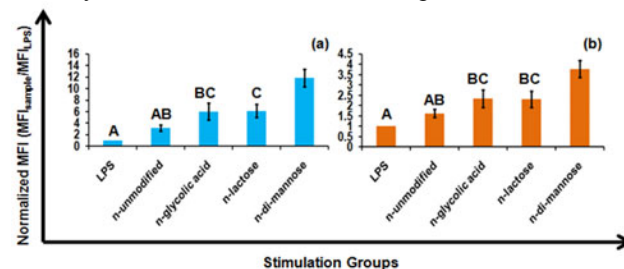 Normalized MFI (MFIsample/MFILPS)
(a)
16
14
12
10
8
6
4
2
0
A
AB
BC
C
LPS
n-unmodified
n-glycolic acid
n-lactose
n-di-mannose
(b)
4.5
4
3.5
3
2.5
2
1.5
1
0.5
0
A
AB
BC
BC
LPS
n-unmodified
n-glycolic acid
n-lactose
n-di-mannose
Stimulation Groups